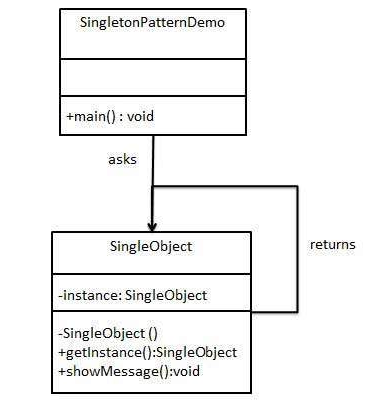 SingletonPatternDemo
+main() : void
asks
SingleObject
returns
-instance: SingleObject
-SingleObject ()
+getInstance():SingleObject
+showMessage():void